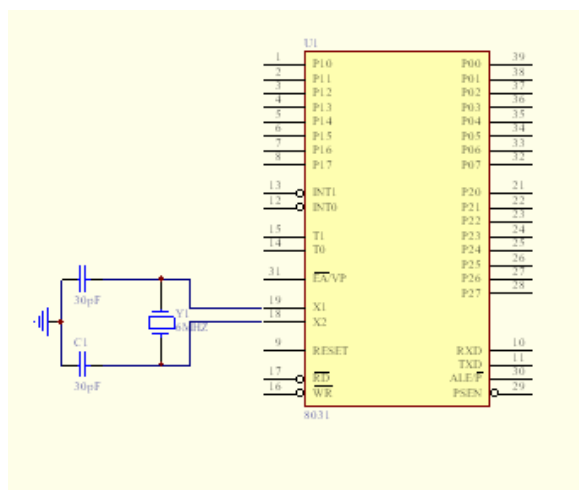 U1
1 P10 P00 39
2 P11 P01 38
3 P12 P02 37
4 P13 P03 36
5 P14 P04 35
6 P15 P05 34
7 P16 P06 33
8 P17 P07 32
13 INT1 P20 21
12 INT0 P21 22
P22 23
15 T1 P23 24
14 T0 P24 25
P25 26
31 EA/VP P26 27
P27 28
19 X1
18 X2
9 RESET RXD 10
TXD 11
17 RD ALE/P 30
16 WR PSEN 29
8031
30pF
Y1
6MHZ
C1
30pF